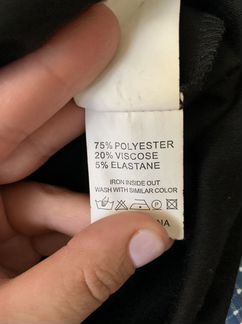 75% POLYESTER
20% VISCOSE
5% ELASTANE
IRON INSIDE OUT
WASH WITH SIMILAR COLOR